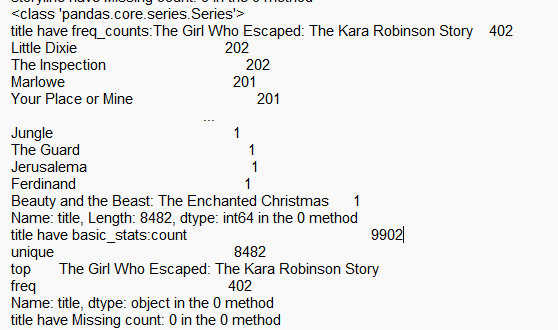 storyline have Missing count: 0 in the 0 method
<class 'pandas.core.series.Series'>
title have freq_counts:The Girl Who Escaped: The Kara Robinson Story    402
Little Dixie    202
The Inspection    202
Marlowe    201
Your Place or Mine    201
...
Jungle    1
The Guard    1
Jerusalema    1
Ferdinand    1
Beauty and the Beast: The Enchanted Christmas    1
Name: title, Length: 8482, dtype: int64 in the 0 method
title have basic_stats:count    9902
unique    8482
top    The Girl Who Escaped: The Kara Robinson Story
freq    402
Name: title, dtype: object in the 0 method
title have Missing count: 0 in the 0 method